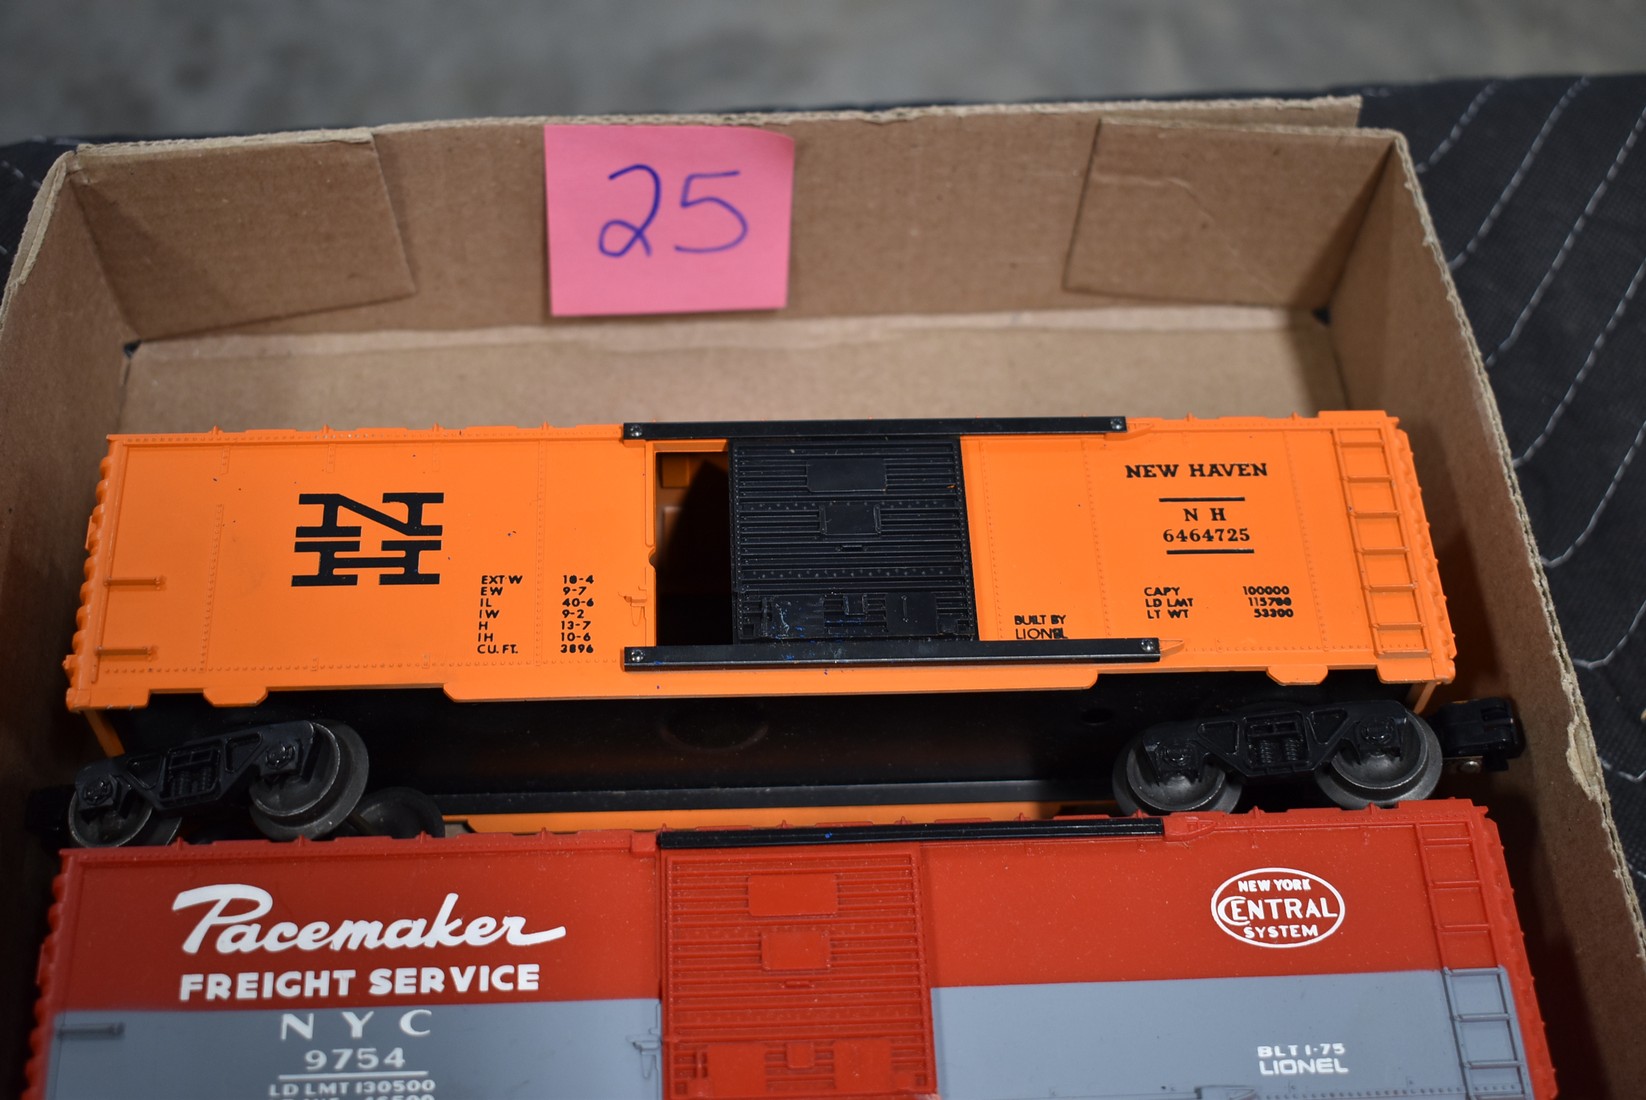 25
NH
EXT W 10-4
EW 9-7
IL 40-6
IW 9-2
H 13-7
IH 10-6
CU. FT. 3896
NEW HAVEN
N H
6464725
CAPY 100000
LD LMT 115700
LY WT 53300
BUILT BY
LIONEL
Pacemaker
FREIGHT SERVICE
N Y C
9754
LD LMT 130500
NEW YORK
CENTRAL
SYSTEM
BLT 1-75
LIONEL